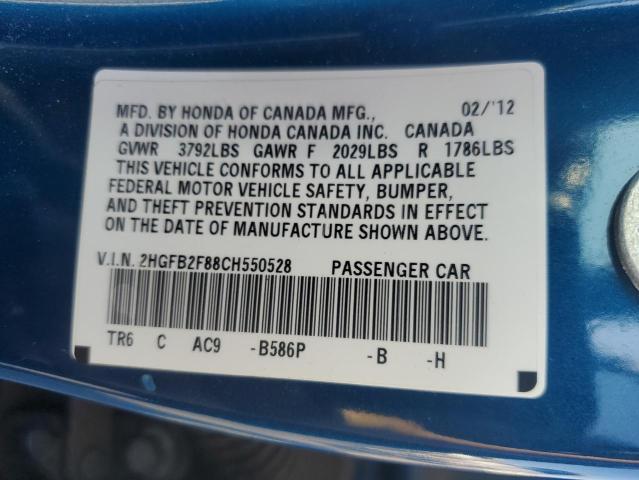 MFD. BY HONDA OF CANADA MFG., 02/'12
A DIVISION OF HONDA CANADA INC. CANADA
GVWR 3792LBS GAWR F 2029LBS R 1786LBS
THIS VEHICLE CONFORMS TO ALL APPLICABLE
FEDERAL MOTOR VEHICLE SAFETY, BUMPER,
AND THEFT PREVENTION STANDARDS IN EFFECT
ON THE DATE OF MANUFACTURE SHOWN ABOVE.
V.I.N. 2HGFB2F88CH550528 PASSENGER CAR
TR6 C AC9 -B586P -B -H